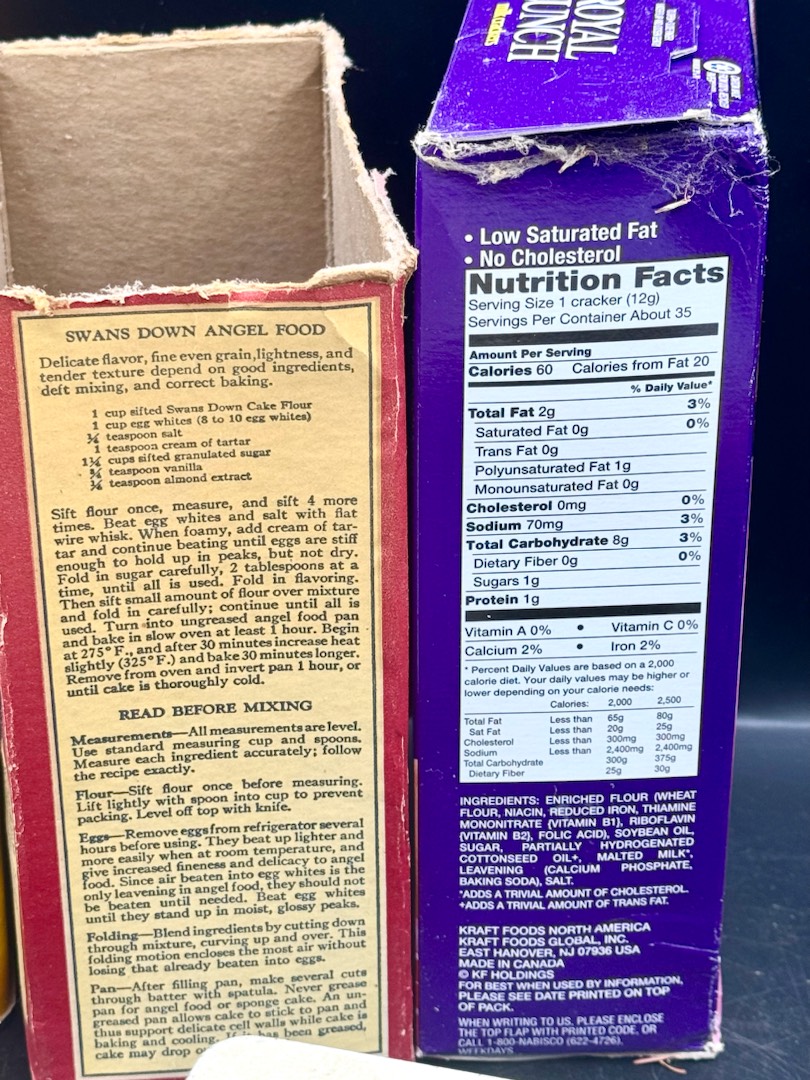 SWANS DOWN ANGEL FOOD
Delicate flavor, fine even grain, lightness, and
tender texture depend on good ingredients,
deft mixing, and correct baking.
1 cup sifted Swans Down Cake Flour
1 cup egg whites (8 to 10 egg whites)
teaspoon salt
1 teaspoon cream of tartar
1¼ cups sifted granulated sugar
¾ teaspoon vanilla
¼ teaspoon almond extract
Sift flour once, measure, and sift 4 more
times. Beat egg whites and salt with flat
wire whisk. When foamy, add cream of tar-
tar and continue beating until eggs are stiff
enough to hold up in peaks, but not dry.
Fold in sugar carefully, 2 tablespoons at a
time, until all is used. Fold in flavoring.
Then sift small amount of flour over mixture
and fold in carefully; continue until all is
used. Turn into ungreased angel food pan
and bake in slow oven at least 1 hour. Begin
at 275° F., and after 30 minutes increase heat
slightly (325° F.) and bake 30 minutes longer.
Remove from oven and invert pan 1 hour, or
until cake is thoroughly cold.
READ BEFORE MIXING
Measurements—All measurements are level.
Use standard measuring cup and spoons.
Measure each ingredient accurately; follow
the recipe exactly.
Flour—Sift flour once before measuring.
Lift lightly with spoon into cup to prevent
packing. Level off top with knife.
Eggs—Remove eggs from refrigerator several
hours before using. They beat up lighter and
more easily when at room temperature, and
give increased fineness and delicacy to angel
food. Since air beaten into egg whites is the
only leavening in angel food, they should not
be beaten until needed. Beat egg whites
until they stand up in moist, glossy peaks.
Folding—Blend ingredients by cutting down
through mixture, curving up and over. This
folding motion encloses the most air without
losing that already beaten into eggs.
Pan—After filling pan, make several cuts
through batter with spatula. Never grease
pan for angel food or sponge cake. An un-
greased pan allows cake to stick to pan and
thus support delicate cell walls while cake is
baking and cooling. If has been greased,
cake may drop
ROYAL
LUNCH
• Low Saturated Fat
• No Cholesterol
Nutrition Facts
Serving Size 1 cracker (12g)
Servings Per Container About 35
Amount Per Serving
Calories 60 Calories from Fat 20
% Daily Value*
Total Fat 2g 3%
Saturated Fat 0g 0%
Trans Fat 0g
Polyunsaturated Fat 1g
Monounsaturated Fat 0g
Cholesterol 0mg 0%
Sodium 70mg 3%
Total Carbohydrate 8g 3%
Dietary Fiber 0g 0%
Sugars 1g
Protein 1g
Vitamin A 0% • Vitamin C 0%
Calcium 2% • Iron 2%
* Percent Daily Values are based on a 2,000
calorie diet. Your daily values may be higher or
lower depending on your calorie needs:
Calories: 2,000 2,500
Total Fat Less than 65g 80g
Sat Fat Less than 20g 25g
Cholesterol Less than 300mg 300mg
Sodium Less than 2,400mg 2,400mg
Total Carbohydrate 300g 375g
Dietary Fiber 25g 30g
INGREDIENTS: ENRICHED FLOUR (WHEAT
FLOUR, NIACIN, REDUCED IRON, THIAMINE
MONONITRATE {VITAMIN B1}, RIBOFLAVIN
{VITAMIN B2}, FOLIC ACID), SOYBEAN OIL,
SUGAR, PARTIALLY HYDROGENATED
COTTONSEED OIL+, MALTED MILK*,
LEAVENING (CALCIUM PHOSPHATE,
BAKING SODA), SALT.
*ADDS A TRIVIAL AMOUNT OF CHOLESTEROL.
+ADDS A TRIVIAL AMOUNT OF TRANS FAT.
KRAFT FOODS NORTH AMERICA
KRAFT FOODS GLOBAL, INC.
EAST HANOVER, NJ 07936 USA
MADE IN CANADA
© KF HOLDINGS
FOR BEST WHEN USED BY INFORMATION,
PLEASE SEE DATE PRINTED ON TOP
OF PACK.
WHEN WRITING TO US, PLEASE ENCLOSE
THE TOP FLAP WITH PRINTED CODE, OR
CALL 1-800-NABISCO (622-4726),
WEEKDAYS